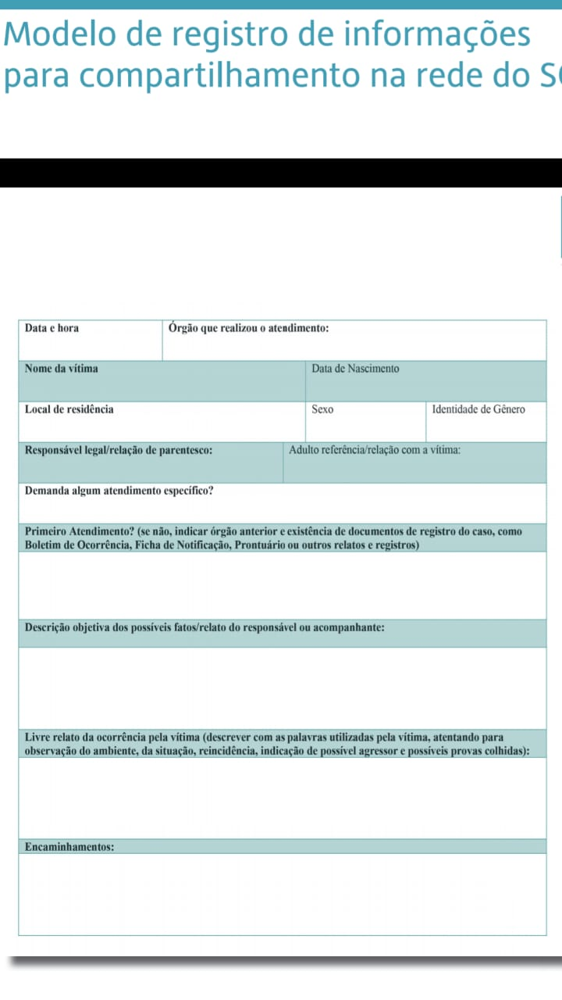 Modelo de registro de informações
para compartilhamento na rede do
Data e hora
Órgão que realizou o atendimento:
Nome da vítima
Data de Nascimento
Local de residência
Sexo
Identidade de Gênero
Responsável legal/relação de parentesco:
Adulto referência/relação com a vítima:
Demanda algum atendimento específico?
Primeiro Atendimento? (se não, indicar órgão anterior e existência de documentos de registro do caso, como
Boletim de Ocorrência, Ficha de Notificação, Prontuário ou outros relatos e registros)
Descrição objetiva dos possíveis fatos/relato do responsável ou acompanhante:
Livre relato da ocorrência pela vítima (descrever com as palavras utilizadas pela vítima, atentando para
observação do ambiente, da situação, reincidência, indicação de possível agressor e possíveis provas colhidas):
Encaminhamentos: